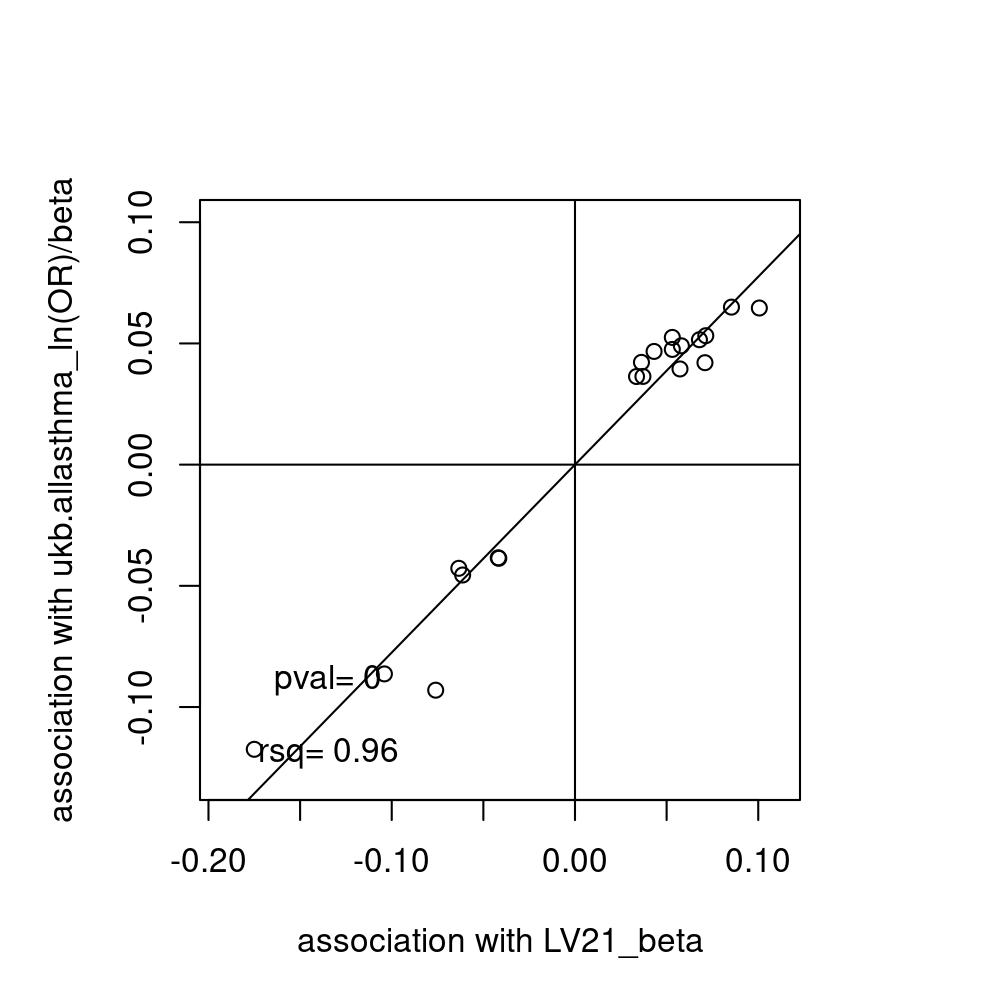 association with ukb.allasthma_ln(OR)/beta
0.10
0.05
0.00
-0.05
-0.10
pval= 0
rsq= 0.96
-0.20 -0.10 0.00 0.10
association with LV21_beta